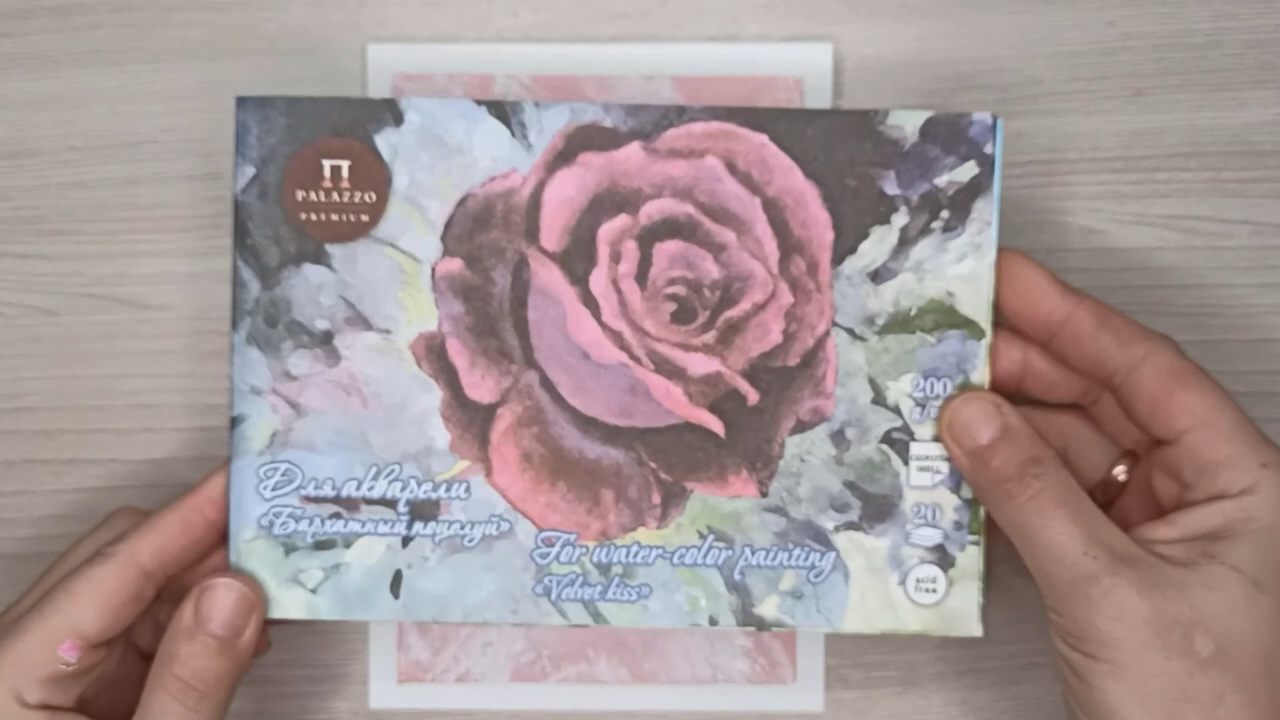 PALAZZO
PREMIUM
Для акварели
«Бархатный поцелуй»
For water-color painting
«Velvet kiss»
200
20
acid
free